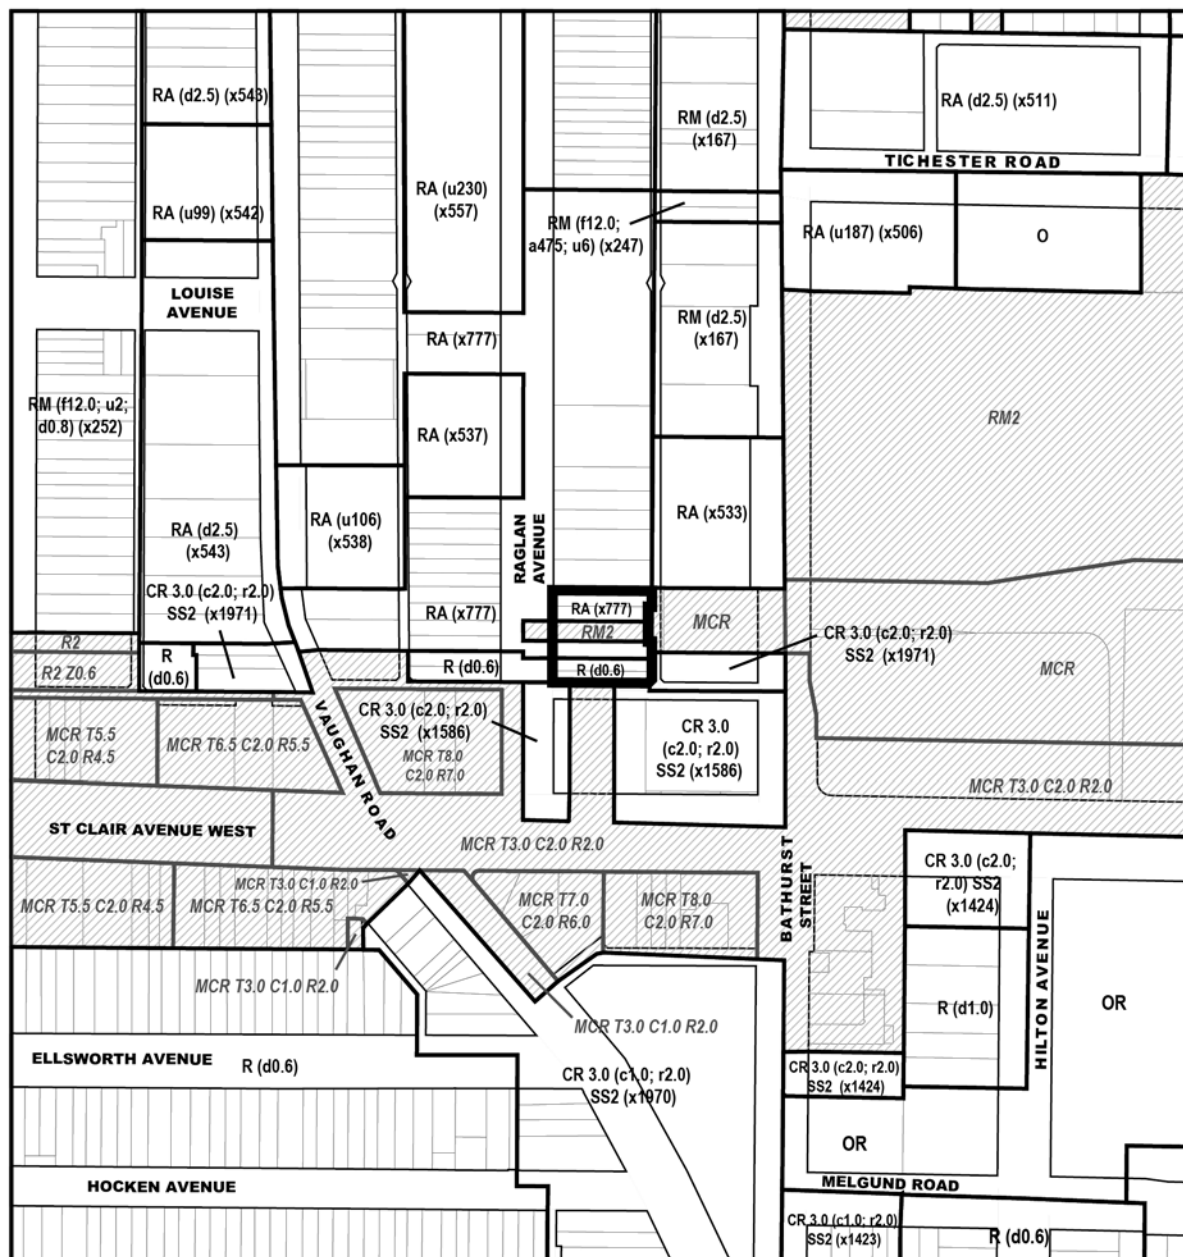 RA (d2.5) (x543)
RA (d2.5) (x511)
RM (d2.5)
(x167)
TICHESTER ROAD
RA (u99) (x542)
RA (u230)
(x557)
RM (f12.0;
a475; u6) (x247)
RA (u187) (x506)
O
LOUISE
AVENUE
RA (x777)
RM (d2.5)
(x167)
RM (f12.0; u2;
d0.8) (x252)
RA (x537)
RM2
RA (d2.5)
(x543)
RA (u106)
(x538)
RAGLAN
AVENUE
RA (x533)
CR 3.0 (c2.0; r2.0)
SS2 (x1971)
RA (x777)
RA (x777)
RM2
MCR
CR 3.0 (c2.0; r2.0)
SS2 (x1971)
R2
R2 Z0.6
R
(d0.6)
R (d0.6)
R (d0.6)
MCR
MCR T5.5
C2.0 R4.5
MCR T6.5 C2.0 R5.5
VAUGHAN ROAD
CR 3.0 (c2.0; r2.0)
SS2 (x1586)
MCR T8.0
C2.0 R7.0
CR 3.0
(c2.0; r2.0)
SS2 (x1586)
MCR T3.0 C2.0 R2.0
ST CLAIR AVENUE WEST
MCR T3.0 C2.0 R2.0
BATHURST
STREET
MCR T3.0 C1.0 R2.0
MCR T5.5 C2.0 R4.5
MCR T6.5 C2.0 R5.5
MCR T7.0
C2.0 R6.0
MCR T8.0
C2.0 R7.0
CR 3.0 (c2.0;
r2.0) SS2
(x1424)
HILTON AVENUE
MCR T3.0 C1.0 R2.0
R (d1.0)
OR
MCR T3.0 C1.0 R2.0
ELLSWORTH AVENUE
R (d0.6)
CR 3.0 (c1.0; r2.0)
SS2 (x1970)
CR 3.0 (c2.0; r2.0)
SS2 (x1424)
OR
HOCKEN AVENUE
MELGUND ROAD
CR 3.0 (c1.0; r2.0)
SS2 (x1423)
R (d0.6)